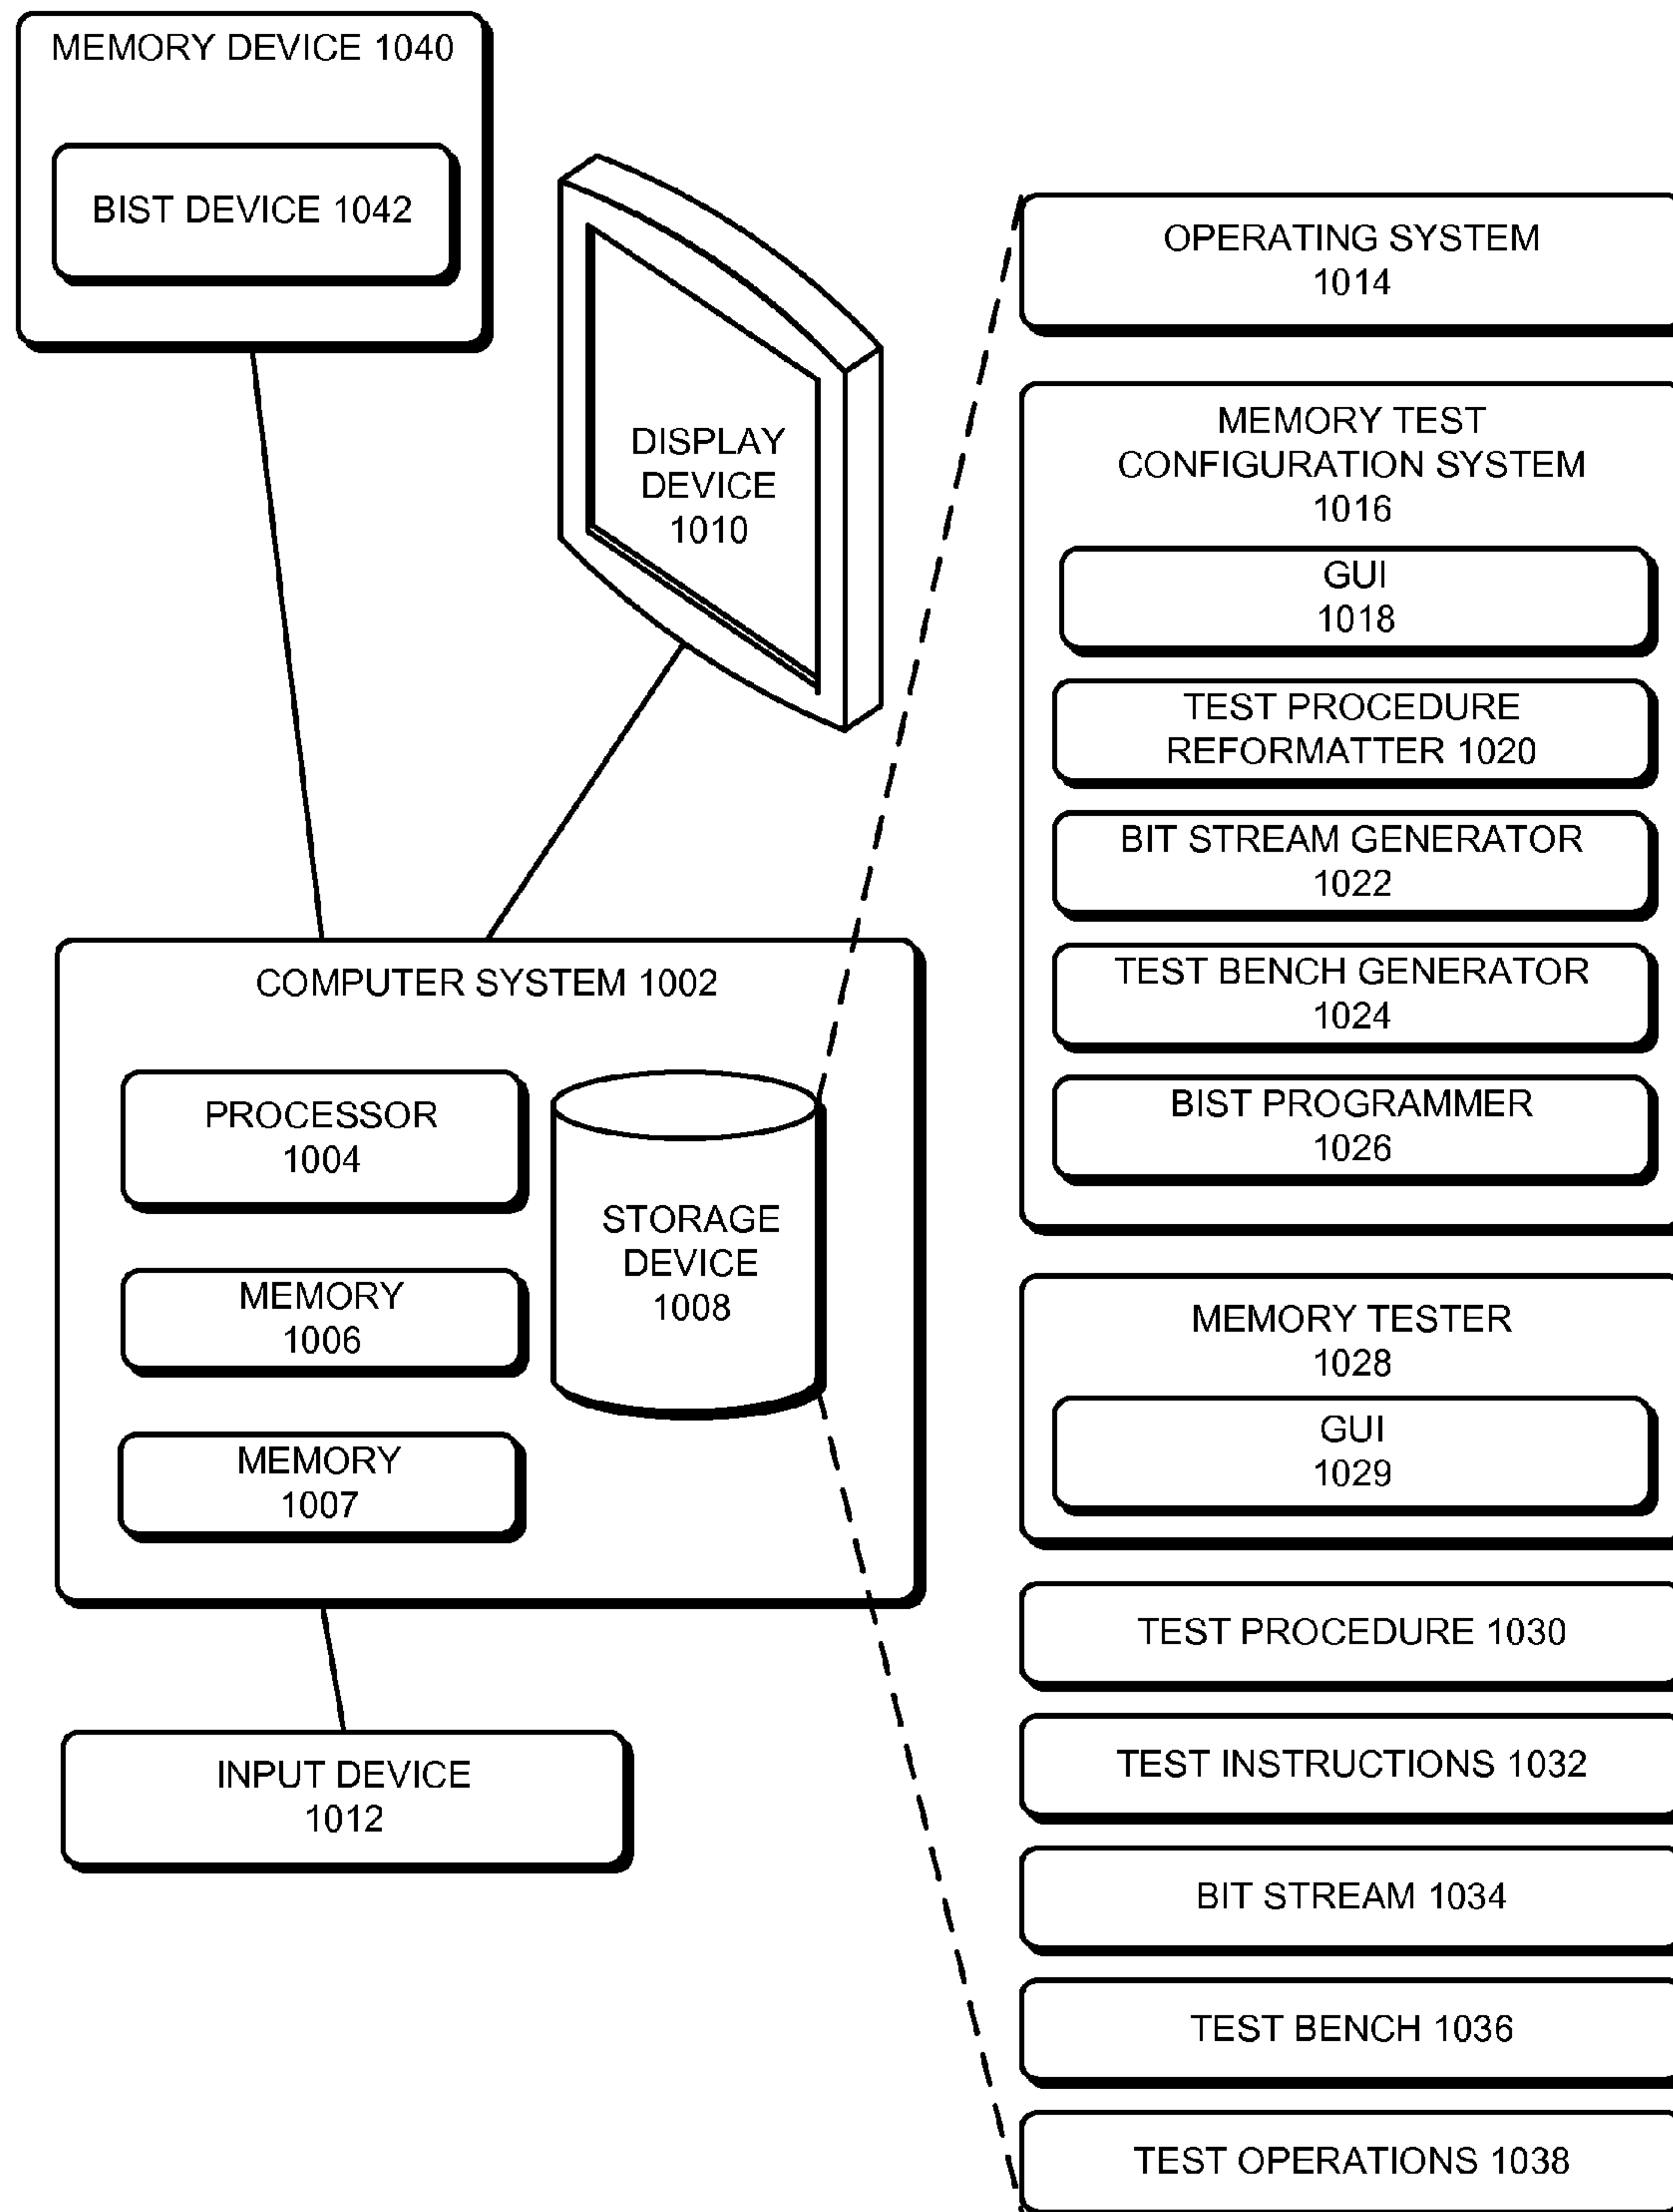 MEMORY DEVICE 1040
BIST DEVICE 1042
DISPLAY
DEVICE
1010
COMPUTER SYSTEM 1002
PROCESSOR
1004
MEMORY
1006
MEMORY
1007
STORAGE
DEVICE
1008
INPUT DEVICE
1012
OPERATING SYSTEM
1014
MEMORY TEST
CONFIGURATION SYSTEM
1016
GUI
1018
TEST PROCEDURE
REFORMATTER 1020
BIT STREAM GENERATOR
1022
TEST BENCH GENERATOR
1024
BIST PROGRAMMER
1026
MEMORY TESTER
1028
GUI
1029
TEST PROCEDURE 1030
TEST INSTRUCTIONS 1032
BIT STREAM 1034
TEST BENCH 1036
TEST OPERATIONS 1038